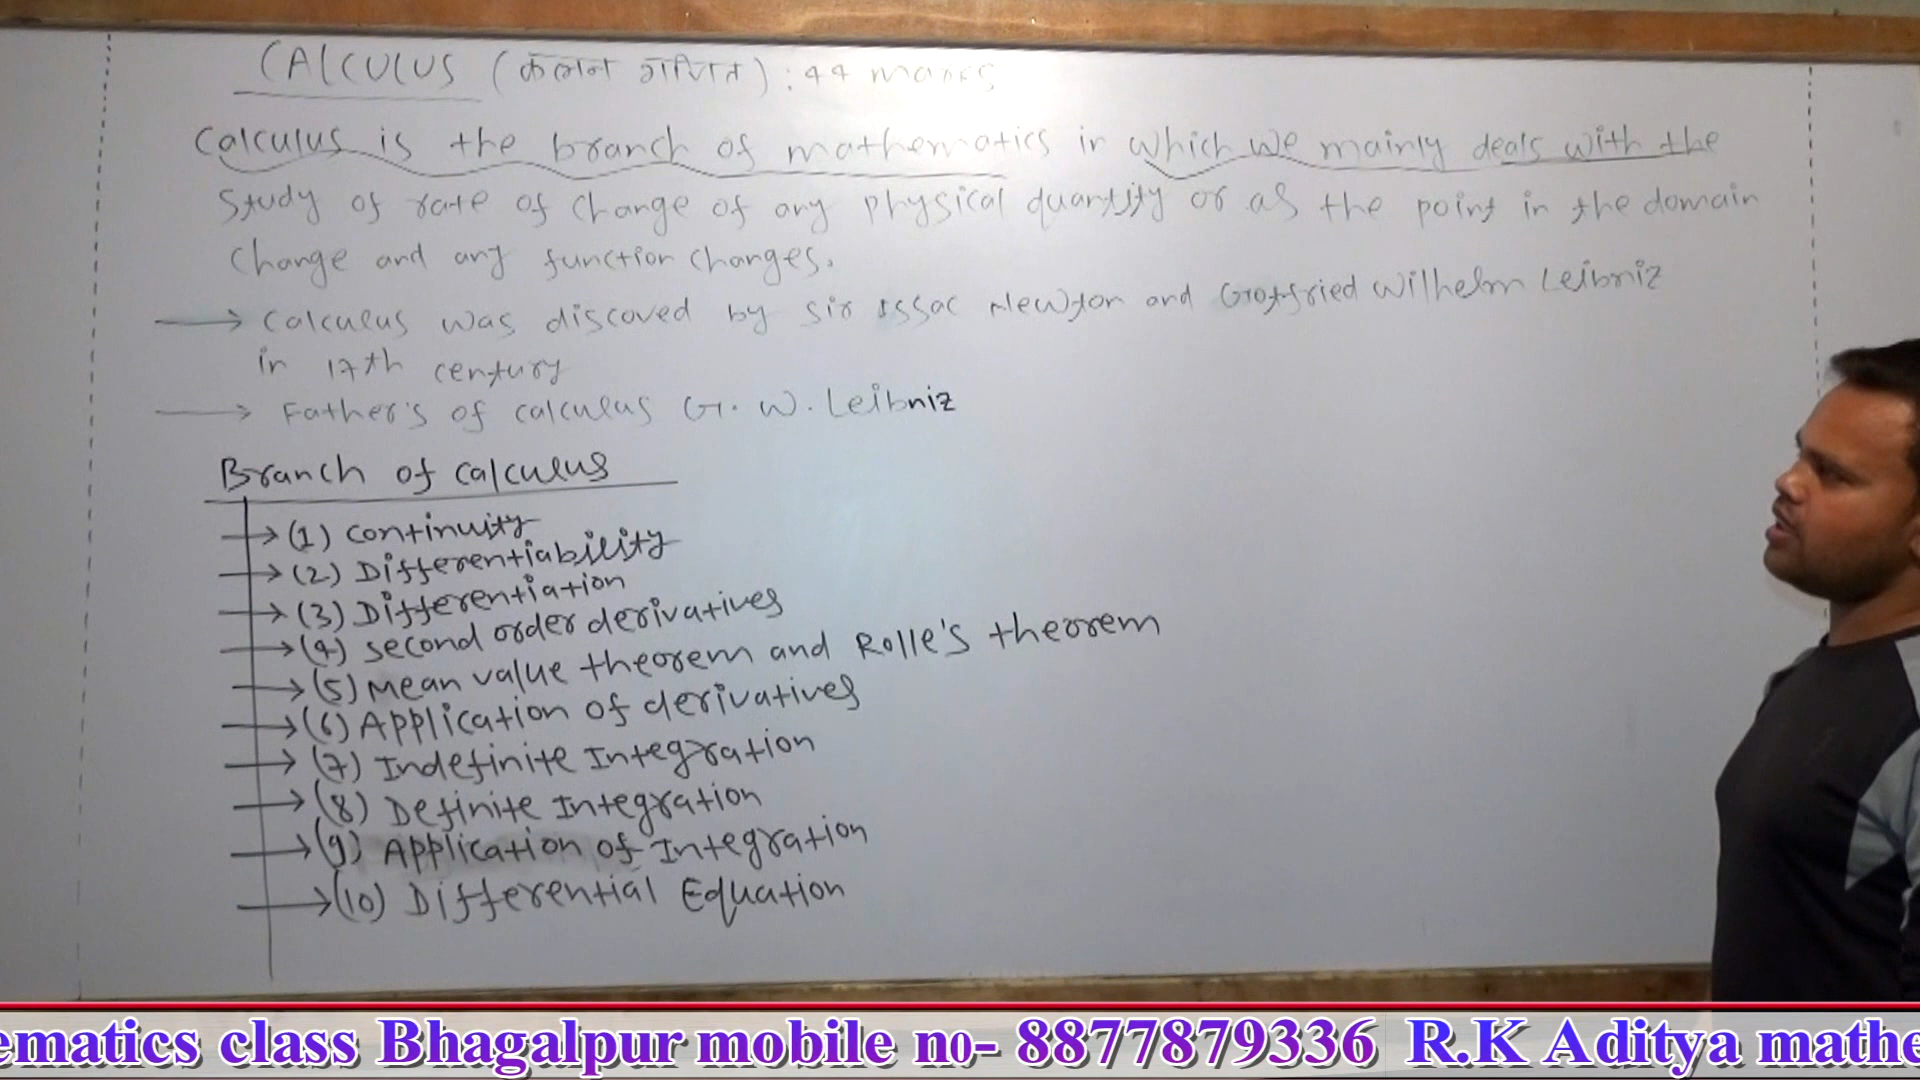 CALCULUS (कलन गणित) : 44 marks
Calculus is the branch of mathematics in which we mainly deals with the
study of rate of change of any physical quantity or as the point in the domain
change and any function changes.
→ calculus was discoved by sir Issac Newton and Gottfried Wilhelm Leibniz
in 17th century
→ Father's of calculus G. W. Leibniz
Branch of calculus
→ (1) continuity
→ (2) Differentiability
→ (3) Differentiation
→ (4) second order derivatives
→ (5) Mean value theorem and Rolle's theorem
→ (6) Application of derivatives
→ (7) Indefinite Integration
→ (8) Definite Integration
→ (9) Application of Integration
→ (10) Differential Equation
ematics class Bhagalpur mobile no- 8877879336 R.K Aditya mathe